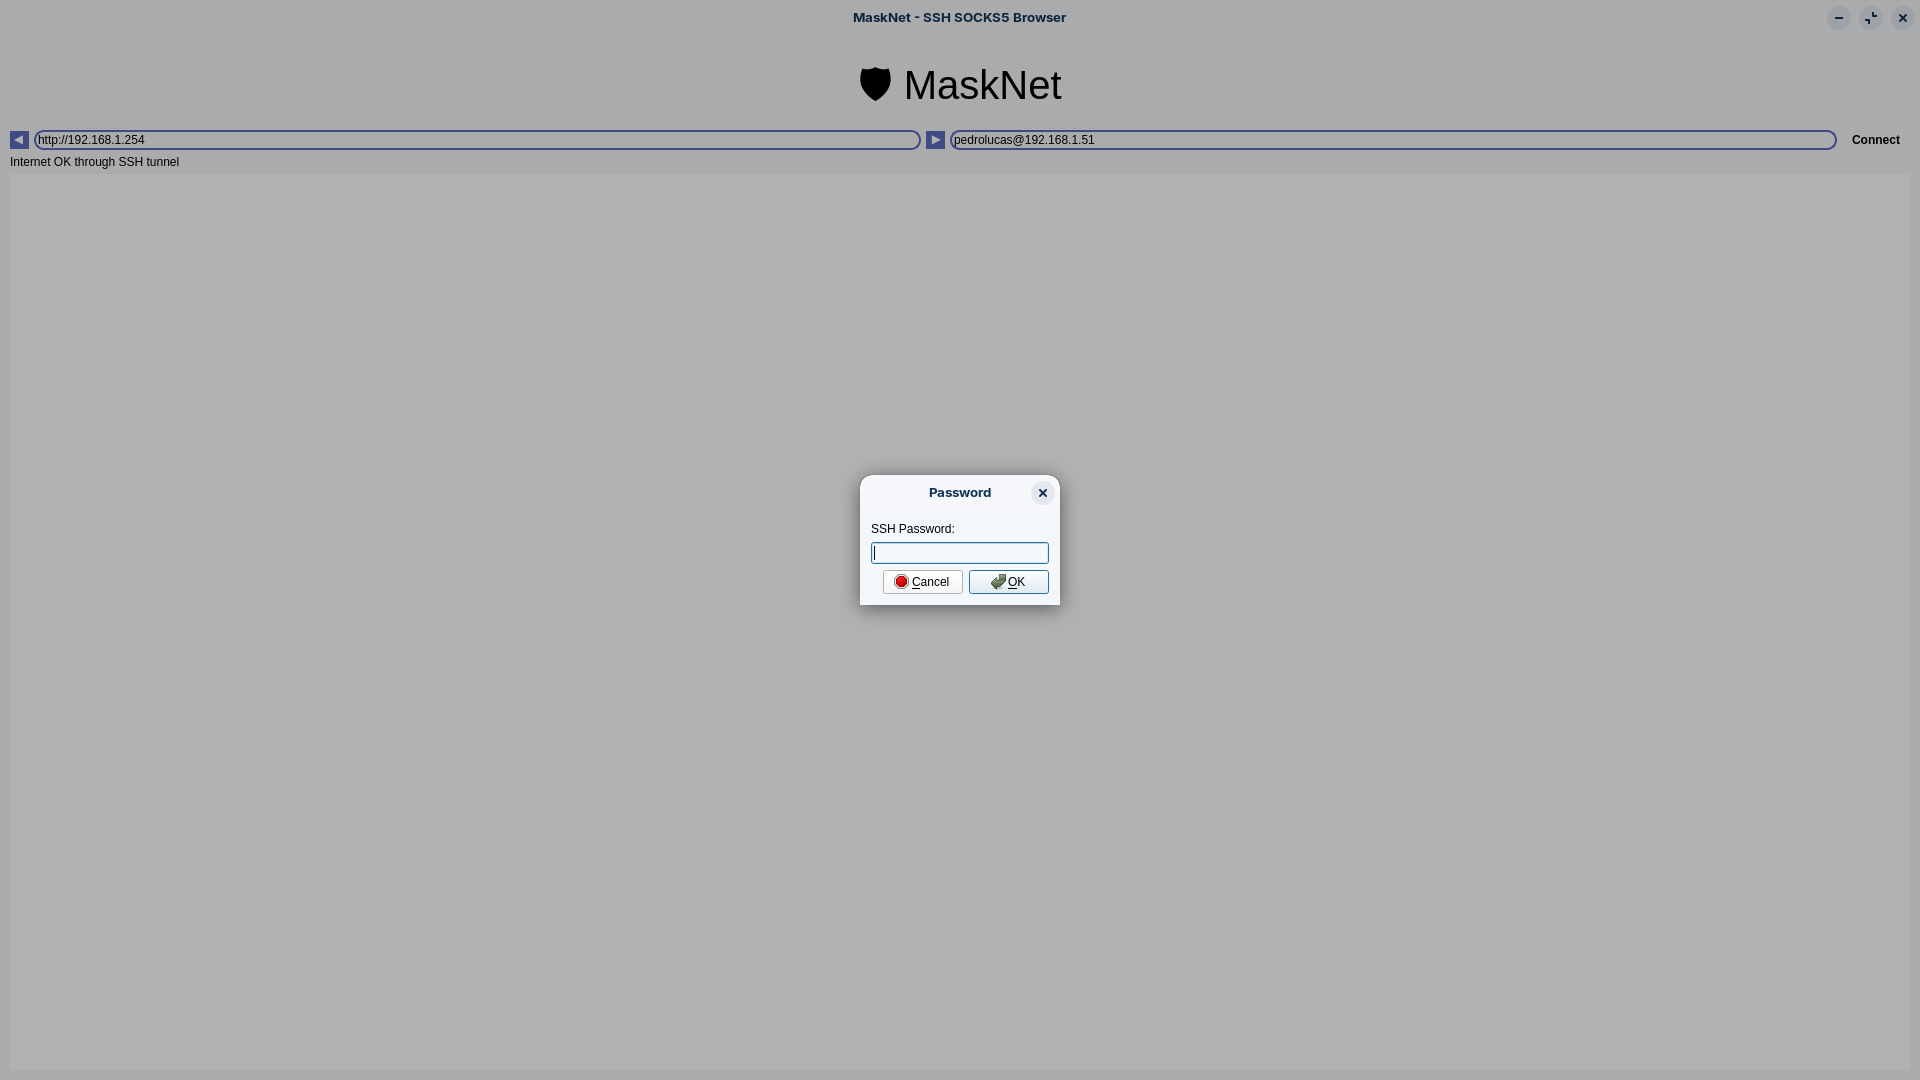 MaskNet - SSH SOCKS5 Browser
MaskNet
http://192.168.1.254
pedrolucas@192.168.1.51
Connect
Internet OK through SSH tunnel
Password
SSH Password:
Cancel
OK